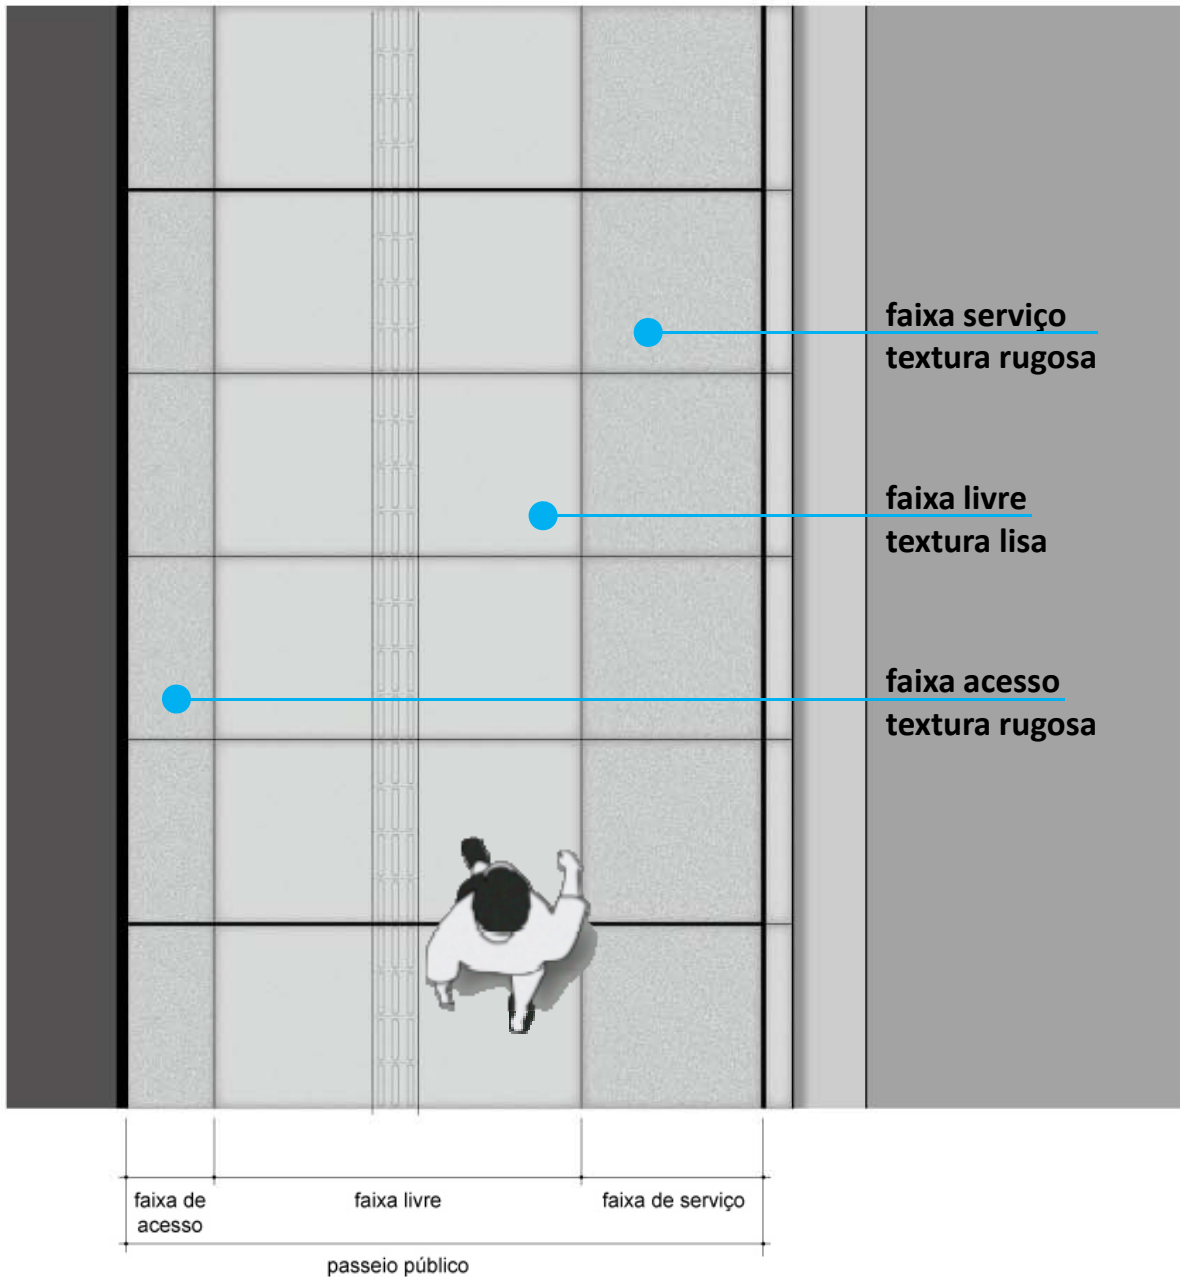 faixa serviço
textura rugosa
faixa livre
textura lisa
faixa acesso
textura rugosa
faixa de
acesso
faixa livre
faixa de serviço
passeio público